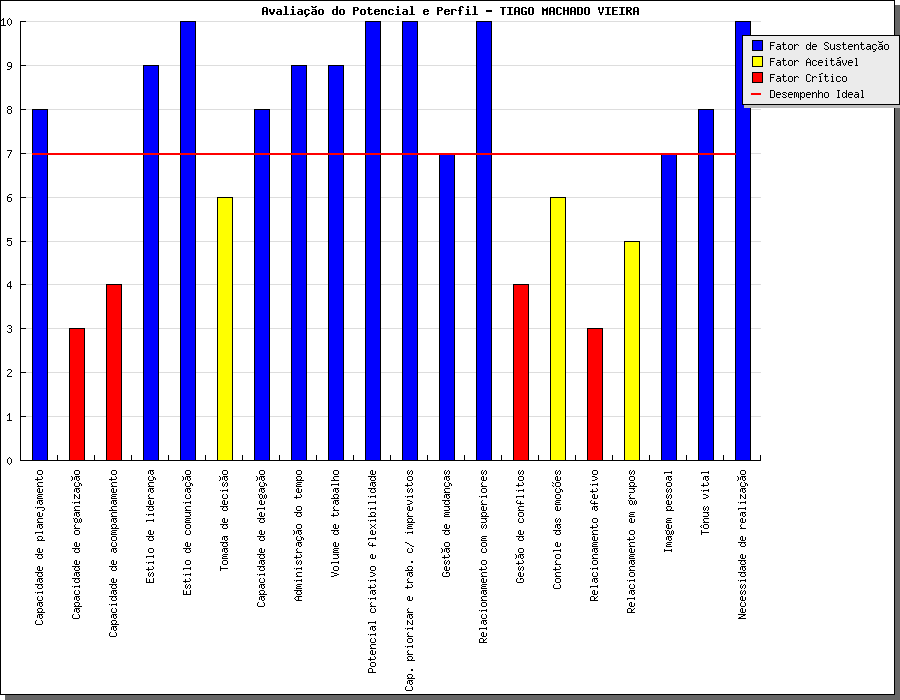 Avaliação do Potencial e Perfil - TIAGO MACHADO VIEIRA
Fator de Sustentação
Fator Aceitável
Fator Crítico
Desempenho Ideal
10
9
8
7
6
5
4
3
2
1
0
Capacidade de planejamento
Capacidade de organização
Capacidade de acompanhamento
Estilo de liderança
Estilo de comunicação
Tomada de decisão
Capacidade de delegação
Administração do tempo
Volume de trabalho
Potencial criativo e flexibilidade
Cap. priorizar e trab. c/ imprevistos
Gestão de mudanças
Relacionamento com superiores
Gestão de conflitos
Controle das emoções
Relacionamento afetivo
Relacionamento em grupos
Imagem pessoal
Tônus vital
Necessidade de realização